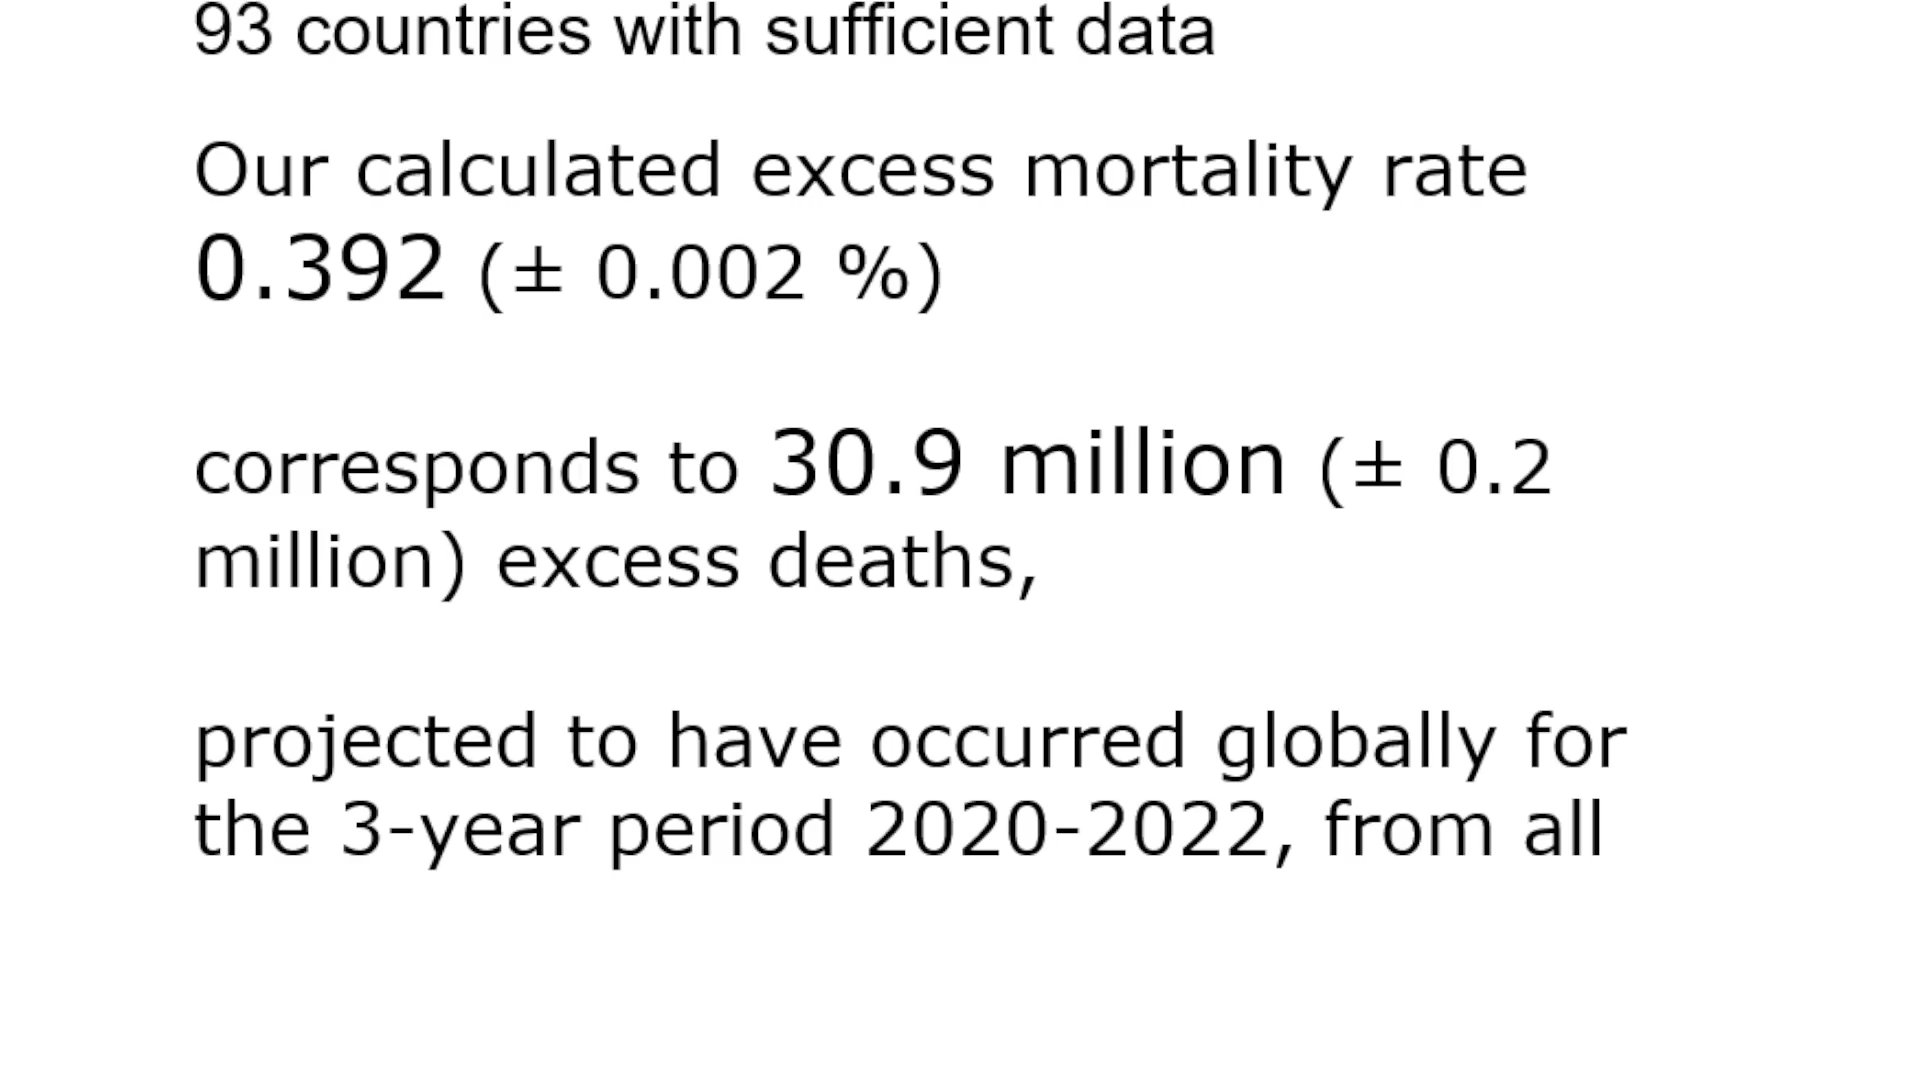 93 countries with sufficient data
Our calculated excess mortality rate
0.392 (± 0.002 %)
corresponds to 30.9 million (± 0.2
million) excess deaths,
projected to have occurred globally for
the 3-year period 2020-2022, from all